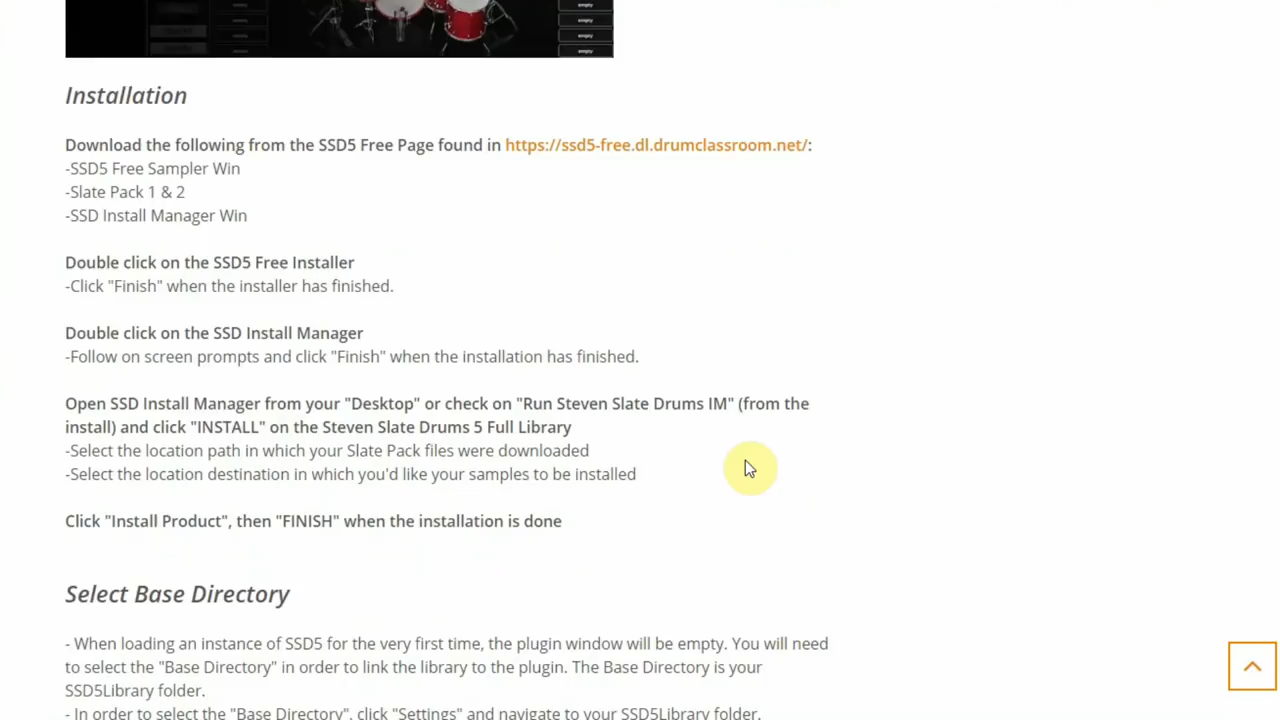 empty
empty
empty
empty
Installation
Download the following from the SSD5 Free Page found in https://ssd5-free.dl.drumclassroom.net/:
-SSD5 Free Sampler Win
-Slate Pack 1 & 2
-SSD Install Manager Win
Double click on the SSD5 Free Installer
-Click "Finish" when the installer has finished.
Double click on the SSD Install Manager
-Follow on screen prompts and click "Finish" when the installation has finished.
Open SSD Install Manager from your "Desktop" or check on "Run Steven Slate Drums IM" (from the
install) and click "INSTALL" on the Steven Slate Drums 5 Full Library
-Select the location path in which your Slate Pack files were downloaded
-Select the location destination in which you'd like your samples to be installed
Click "Install Product", then "FINISH" when the installation is done
Select Base Directory
- When loading an instance of SSD5 for the very first time, the plugin window will be empty. You will need
to select the "Base Directory" in order to link the library to the plugin. The Base Directory is your
SSD5Library folder.
- In order to select the "Base Directory", click "Settings" and navigate to your SSD5Library folder.